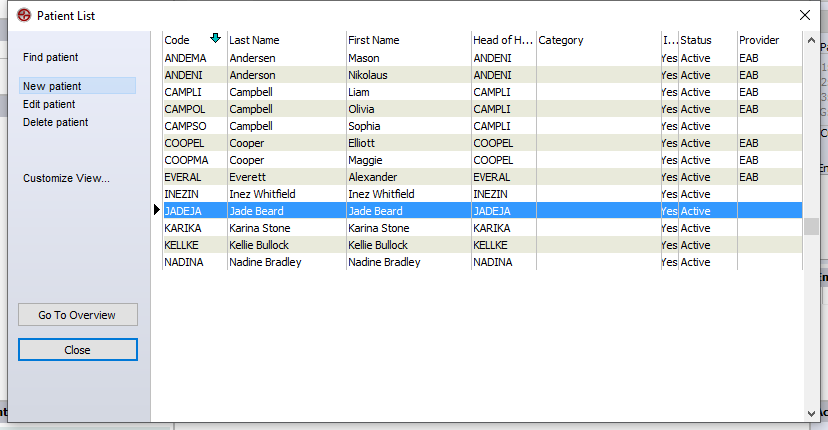 Patient List
Find patient
New patient
Edit patient
Delete patient
Customize View...
Go To Overview
Close
Code Last Name First Name Head of H... Category I... Status Provider
ANDEMA Andersen Mason ANDENI Yes Active EAB
ANDENI Anderson Nikolaus ANDENI Yes Active EAB
CAMPLI Campbell Liam CAMPLI Yes Active EAB
CAMPOL Campbell Olivia CAMPLI Yes Active EAB
CAMPSO Campbell Sophia CAMPLI Yes Active
COOPEL Cooper Elliott COOPEL Yes Active EAB
COOPMA Cooper Maggie COOPEL Yes Active EAB
EVERAL Everett Alexander EVERAL Yes Active EAB
INEZIN Inez Whitfield Inez Whitfield INEZIN Yes Active
JADEJA Jade Beard Jade Beard JADEJA Yes Active
KARIKA Karina Stone Karina Stone KARIKA Yes Active
KELLKE Kellie Bullock Kellie Bullock KELLKE Yes Active
NADINA Nadine Bradley Nadine Bradley NADINA Yes Active